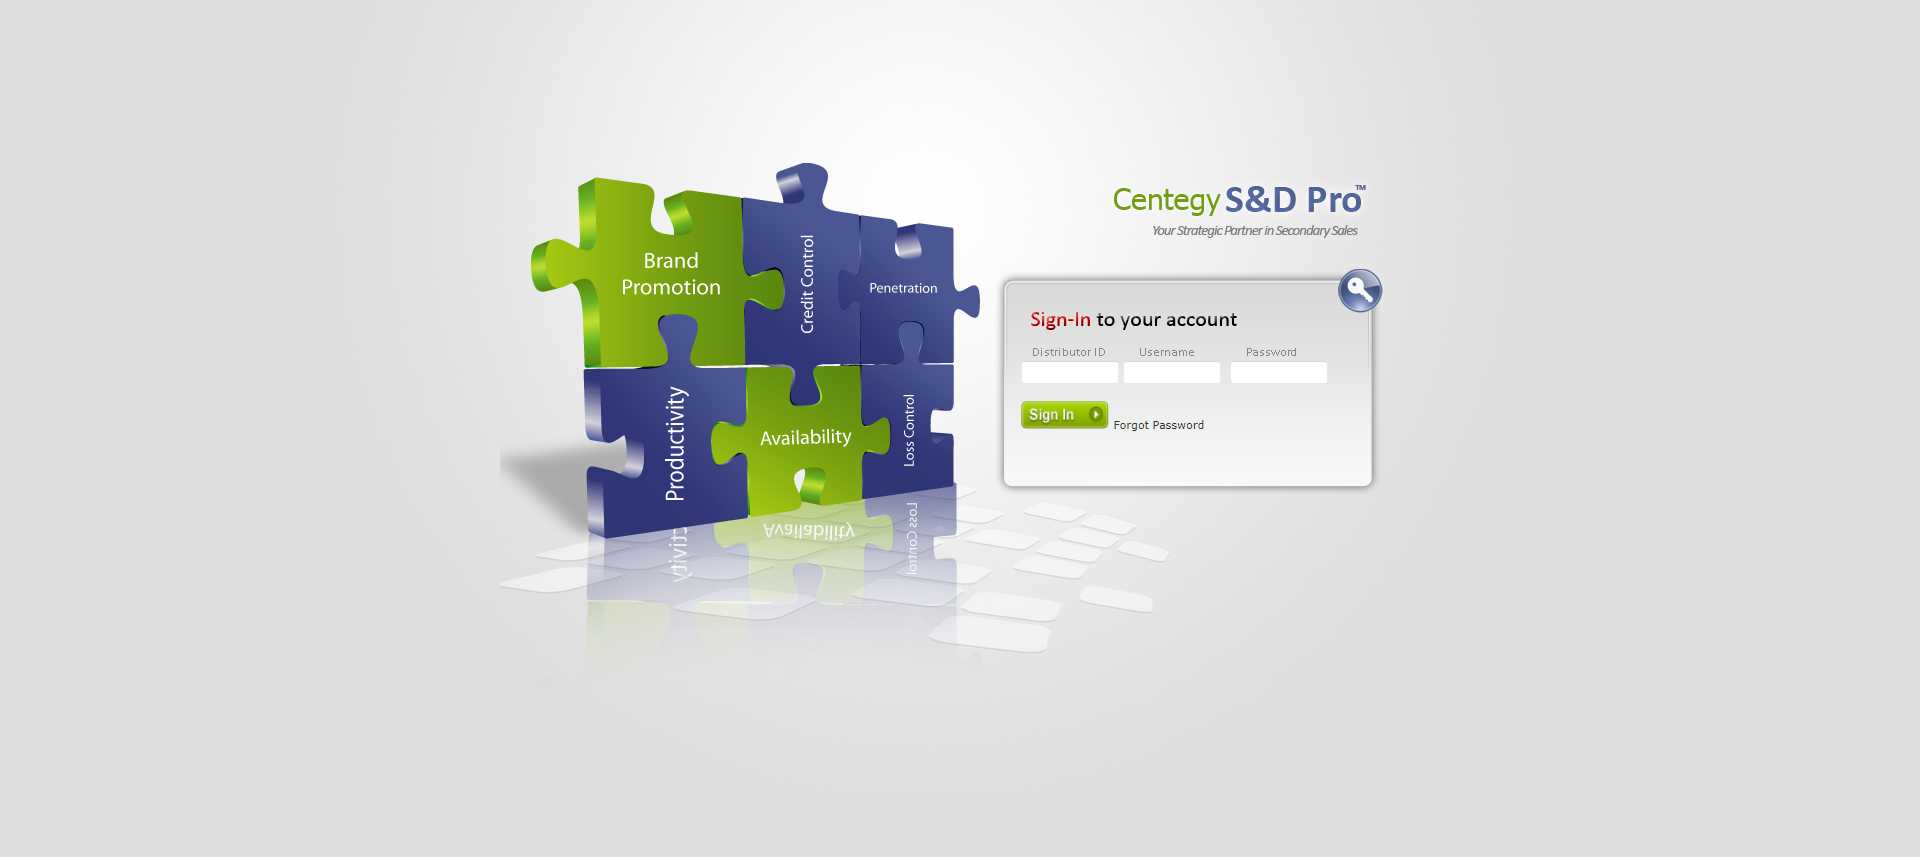 Centegy S&D Pro™
Your Strategic Partner in Secondary Sales
Brand
Promotion
Credit Control
Penetration
Productivity
Availability
Loss Control
Sign-In to your account
Distributor ID Username Password
Sign In Forgot Password